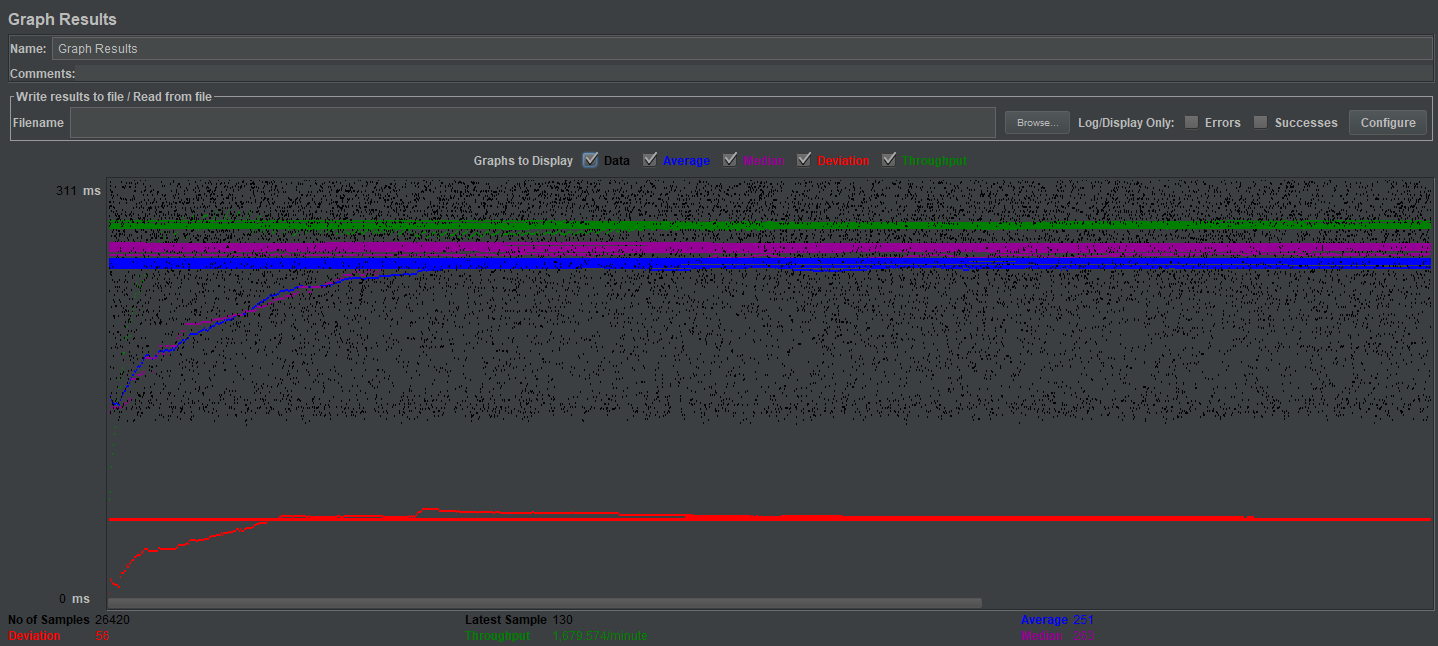 Graph Results
Name: Graph Results
Comments:
Write results to file / Read from file
Filename Browse... Log/Display Only: Errors Successes Configure
Graphs to Display Data Average Median Deviation Throughput
311 ms
0 ms
No of Samples 26420 Latest Sample 130 Average 251
Deviation 56 Throughput 1,679.574/minute Median